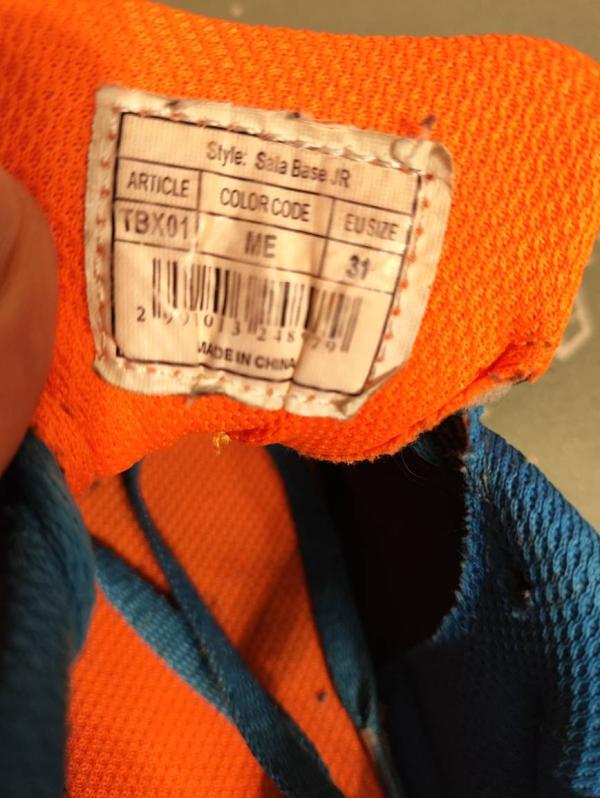 Style: Sala Base JR
ARTICLE COLOR CODE EU SIZE
TBX01 ME 31
MADE IN CHINA